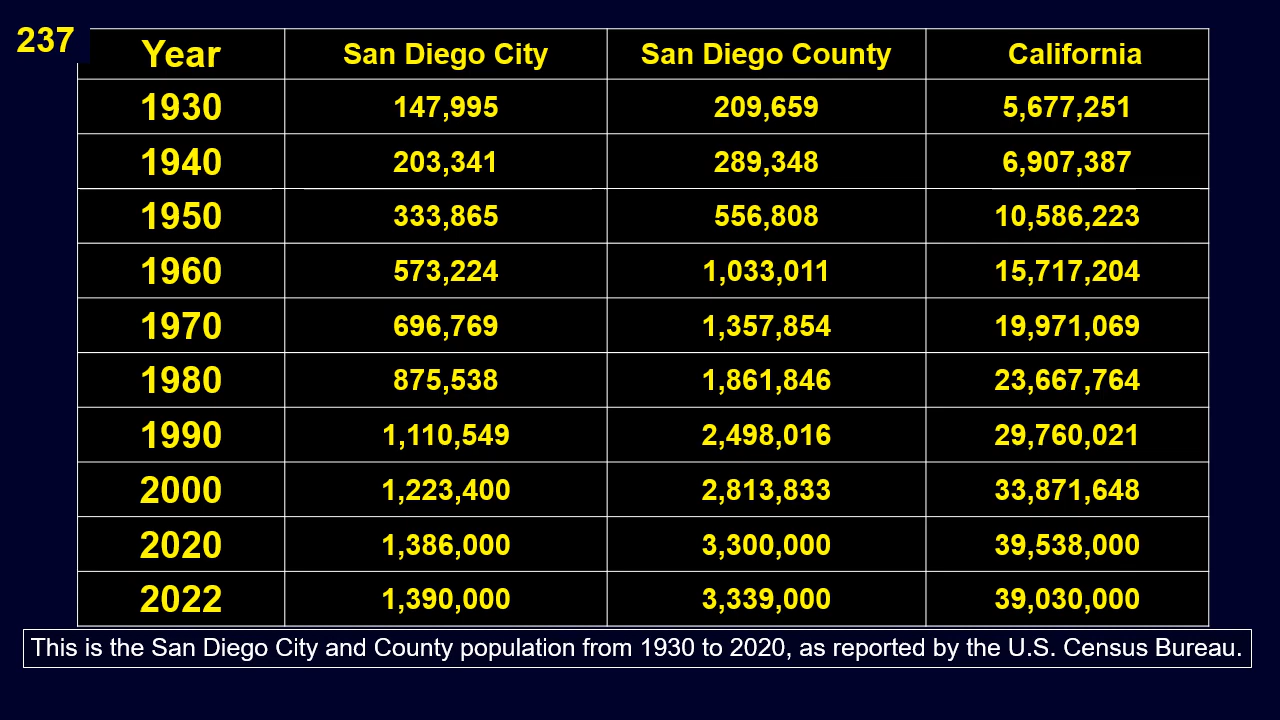 237
Year San Diego City San Diego County California
1930 147,995 209,659 5,677,251
1940 203,341 289,348 6,907,387
1950 333,865 556,808 10,586,223
1960 573,224 1,033,011 15,717,204
1970 696,769 1,357,854 19,971,069
1980 875,538 1,861,846 23,667,764
1990 1,110,549 2,498,016 29,760,021
2000 1,223,400 2,813,833 33,871,648
2020 1,386,000 3,300,000 39,538,000
2022 1,390,000 3,339,000 39,030,000
This is the San Diego City and County population from 1930 to 2020, as reported by the U.S. Census Bureau.